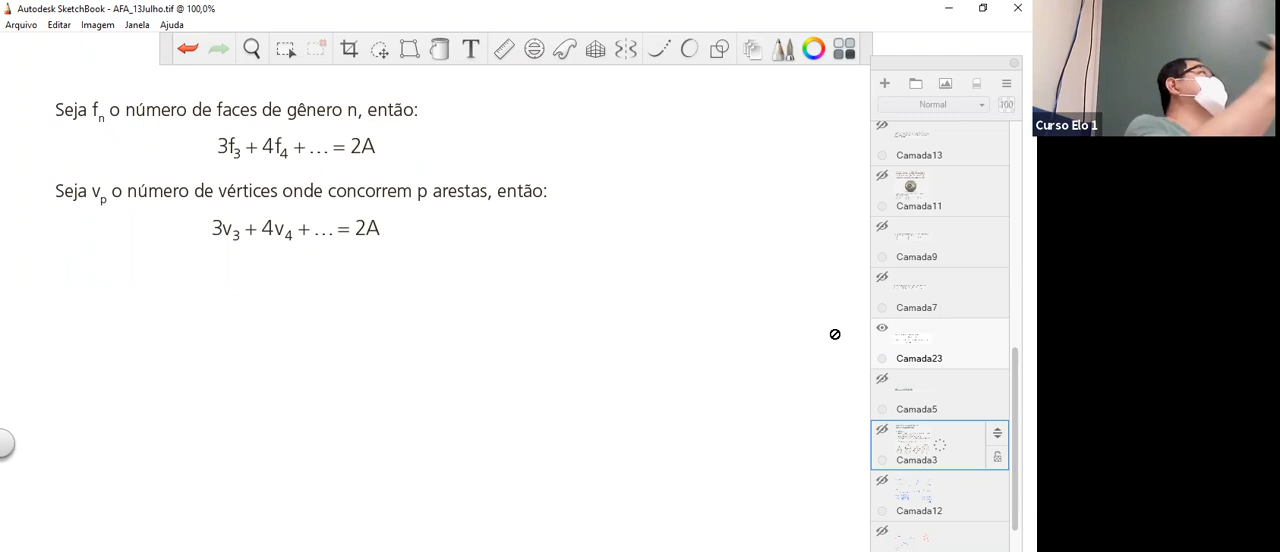 Autodesk SketchBook - AFA_13Julho.tif @ 100,0%
Arquivo Editar Imagem Janela Ajuda
Seja fn o número de faces de gênero n, então:
3f3 + 4f4 + … = 2A
Seja vp o número de vértices onde concorrem p arestas, então:
3v3 + 4v4 + … = 2A
Normal 100
Camada13
Camada11
Camada9
Camada7
Camada23
Camada5
Camada3
Camada12
Curso Elo 1